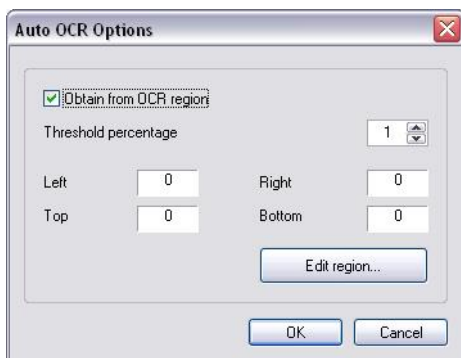 Auto OCR Options
Obtain from OCR region
Threshold percentage 1
Left 0 Right 0
Top 0 Bottom 0
Edit region...
OK Cancel